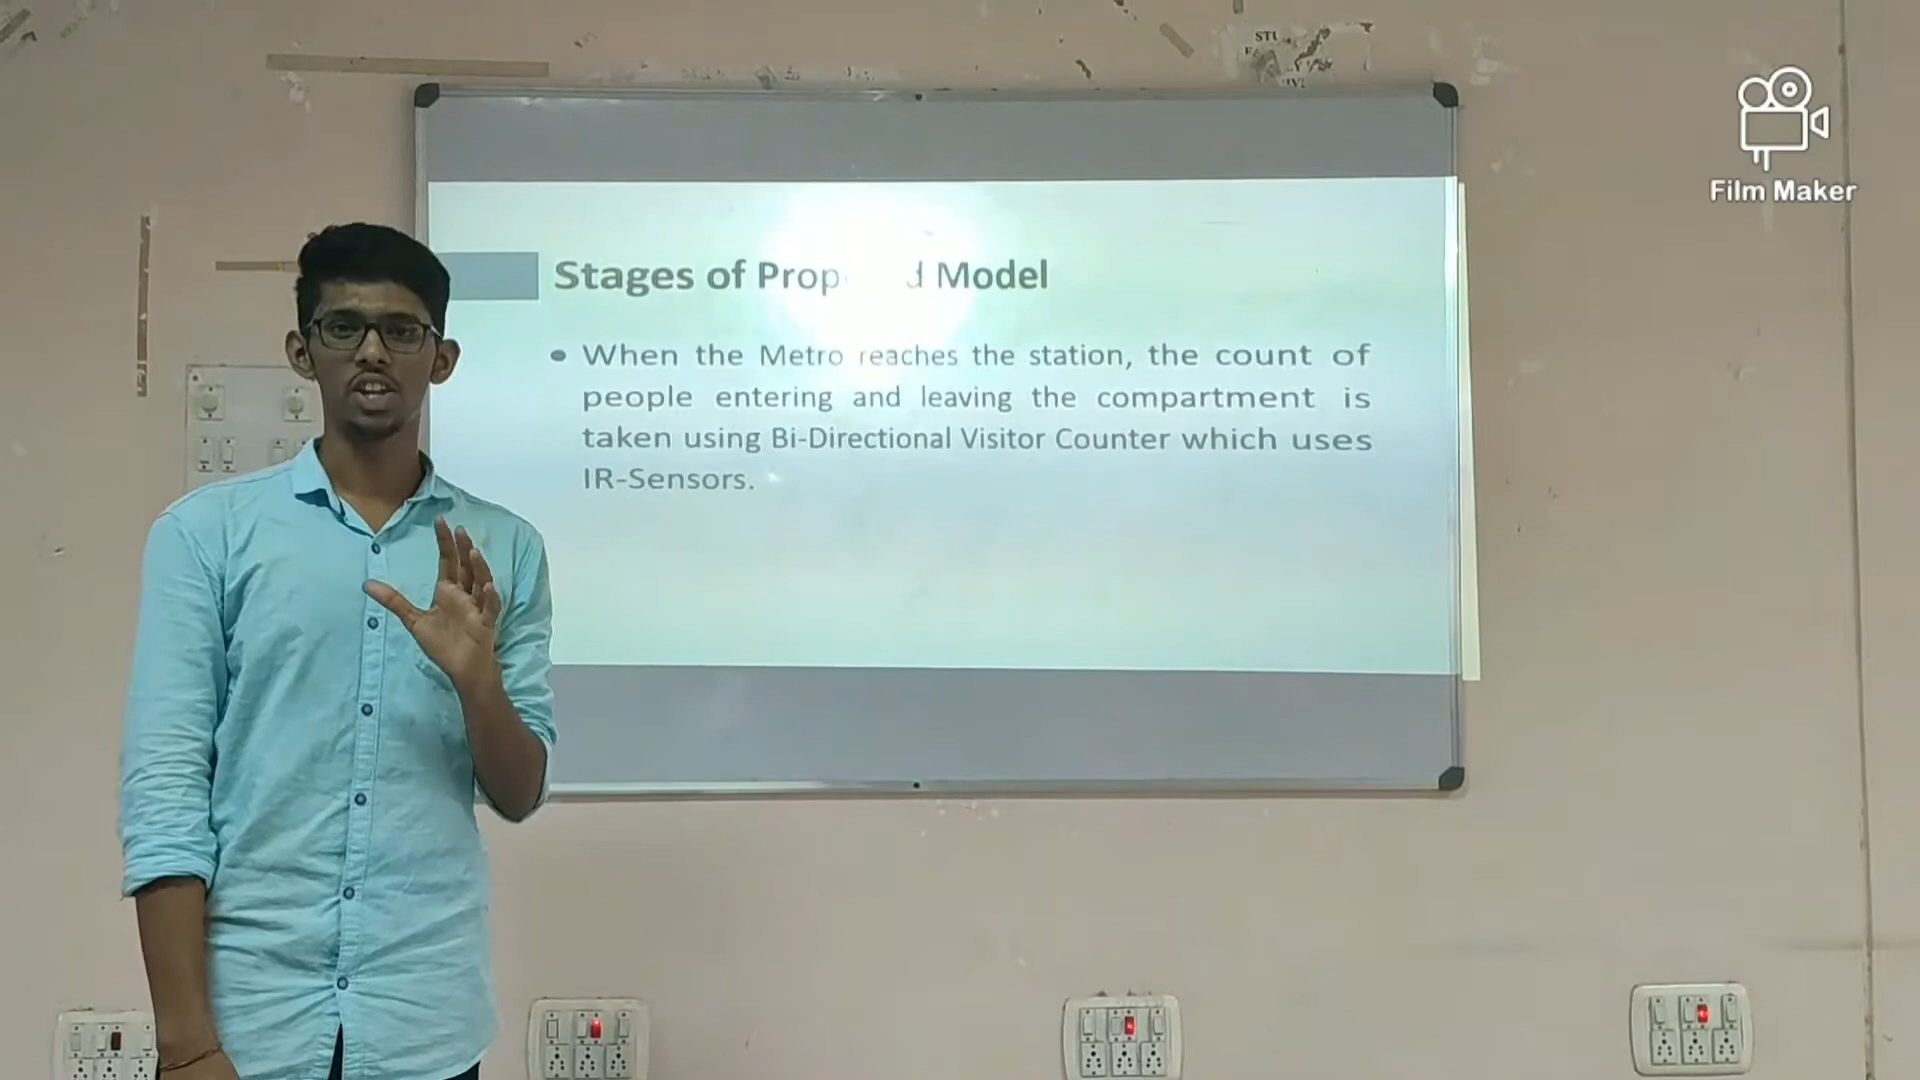 STU
Film Maker
Stages of Model
When the Metro reaches the station, the count of
people entering and leaving the compartment is
taken using Bi-Directional Visitor Counter which uses
IR-Sensors.